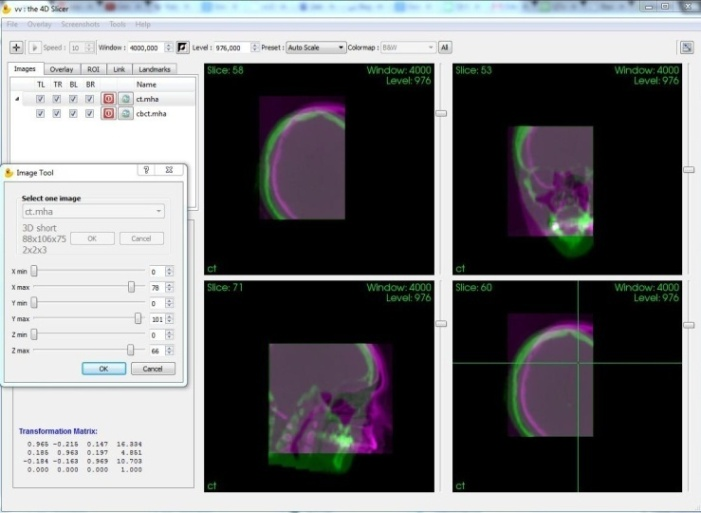 vv : the 4D Slicer
File Overlay Screenshots Tools Help
Speed : 10 Window : 4000,000 Level : 976,000 Preset : Auto Scale Colormap : B&W All
Images Overlay ROI Link Landmarks
TL TR BL BR Name
ct.mha
cbct.mha
Image Tool
Select one image
ct.mha
3D short
88x106x75
2x2x3
OK Cancel
X min 0
X max 78
Y min 0
Y max 101
Z min 0
Z max 66
OK Cancel
Transformation Matrix:
0.965 -0.215 0.147 16.334
0.185 0.963 0.197 4.851
-0.184 -0.163 0.969 10.703
0.000 0.000 0.000 1.000
Slice: 58 Window: 4000
Level: 976
ct
Slice: 53 Window: 4000
Level: 976
ct
Slice: 71 Window: 4000
Level: 976
ct
Slice: 60 Window: 4000
Level: 976
ct